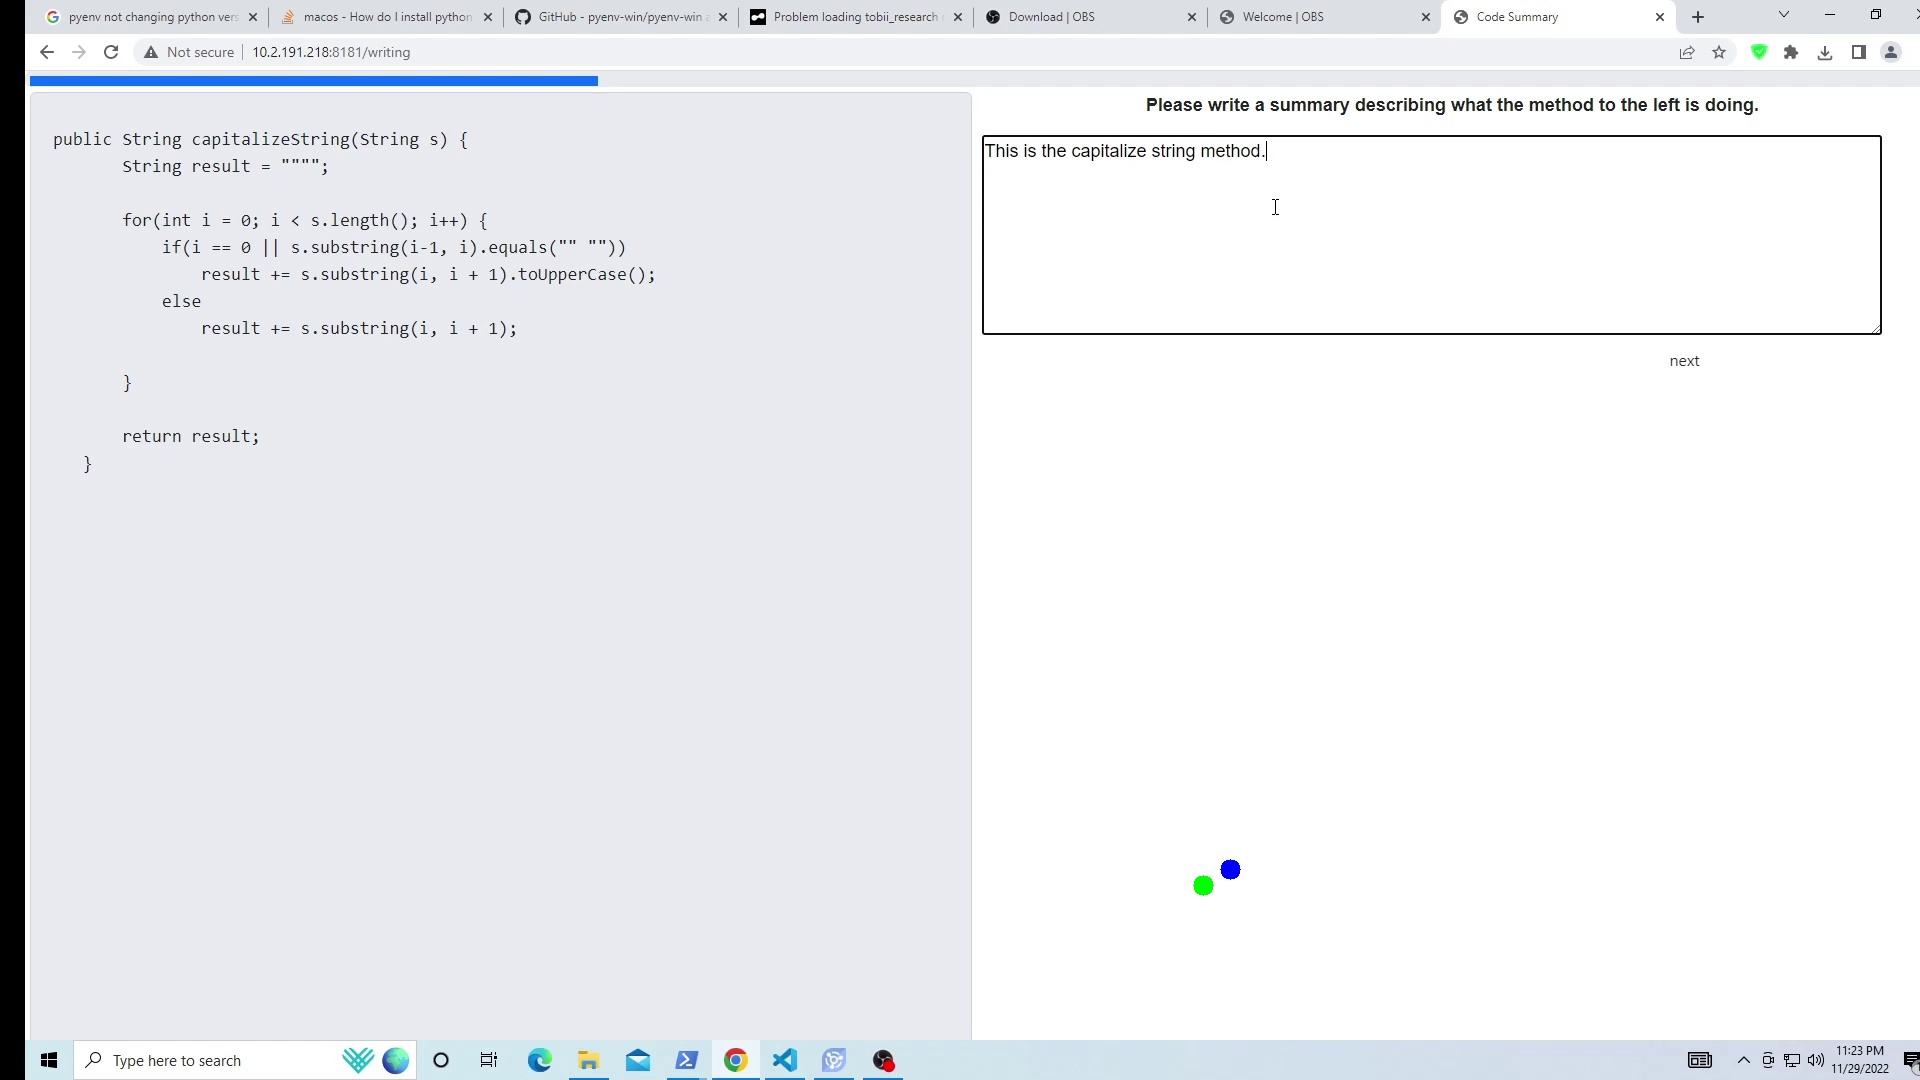 pyenv not changing python vers
macos - How do I install python
GitHub - pyenv-win/pyenv-win
Problem loading tobii_research
Download | OBS
Welcome | OBS
Code Summary
Not secure
10.2.191.218:8181/writing
public String capitalizeString(String s) {
String result = """";
for(int i = 0; i < s.length(); i++) {
if(i == 0 || s.substring(i-1, i).equals("" ""))
result += s.substring(i, i + 1).toUpperCase();
else
result += s.substring(i, i + 1);
}
return result;
}
Please write a summary describing what the method to the left is doing.
This is the capitalize string method.
next
Type here to search
11:23 PM
11/29/2022